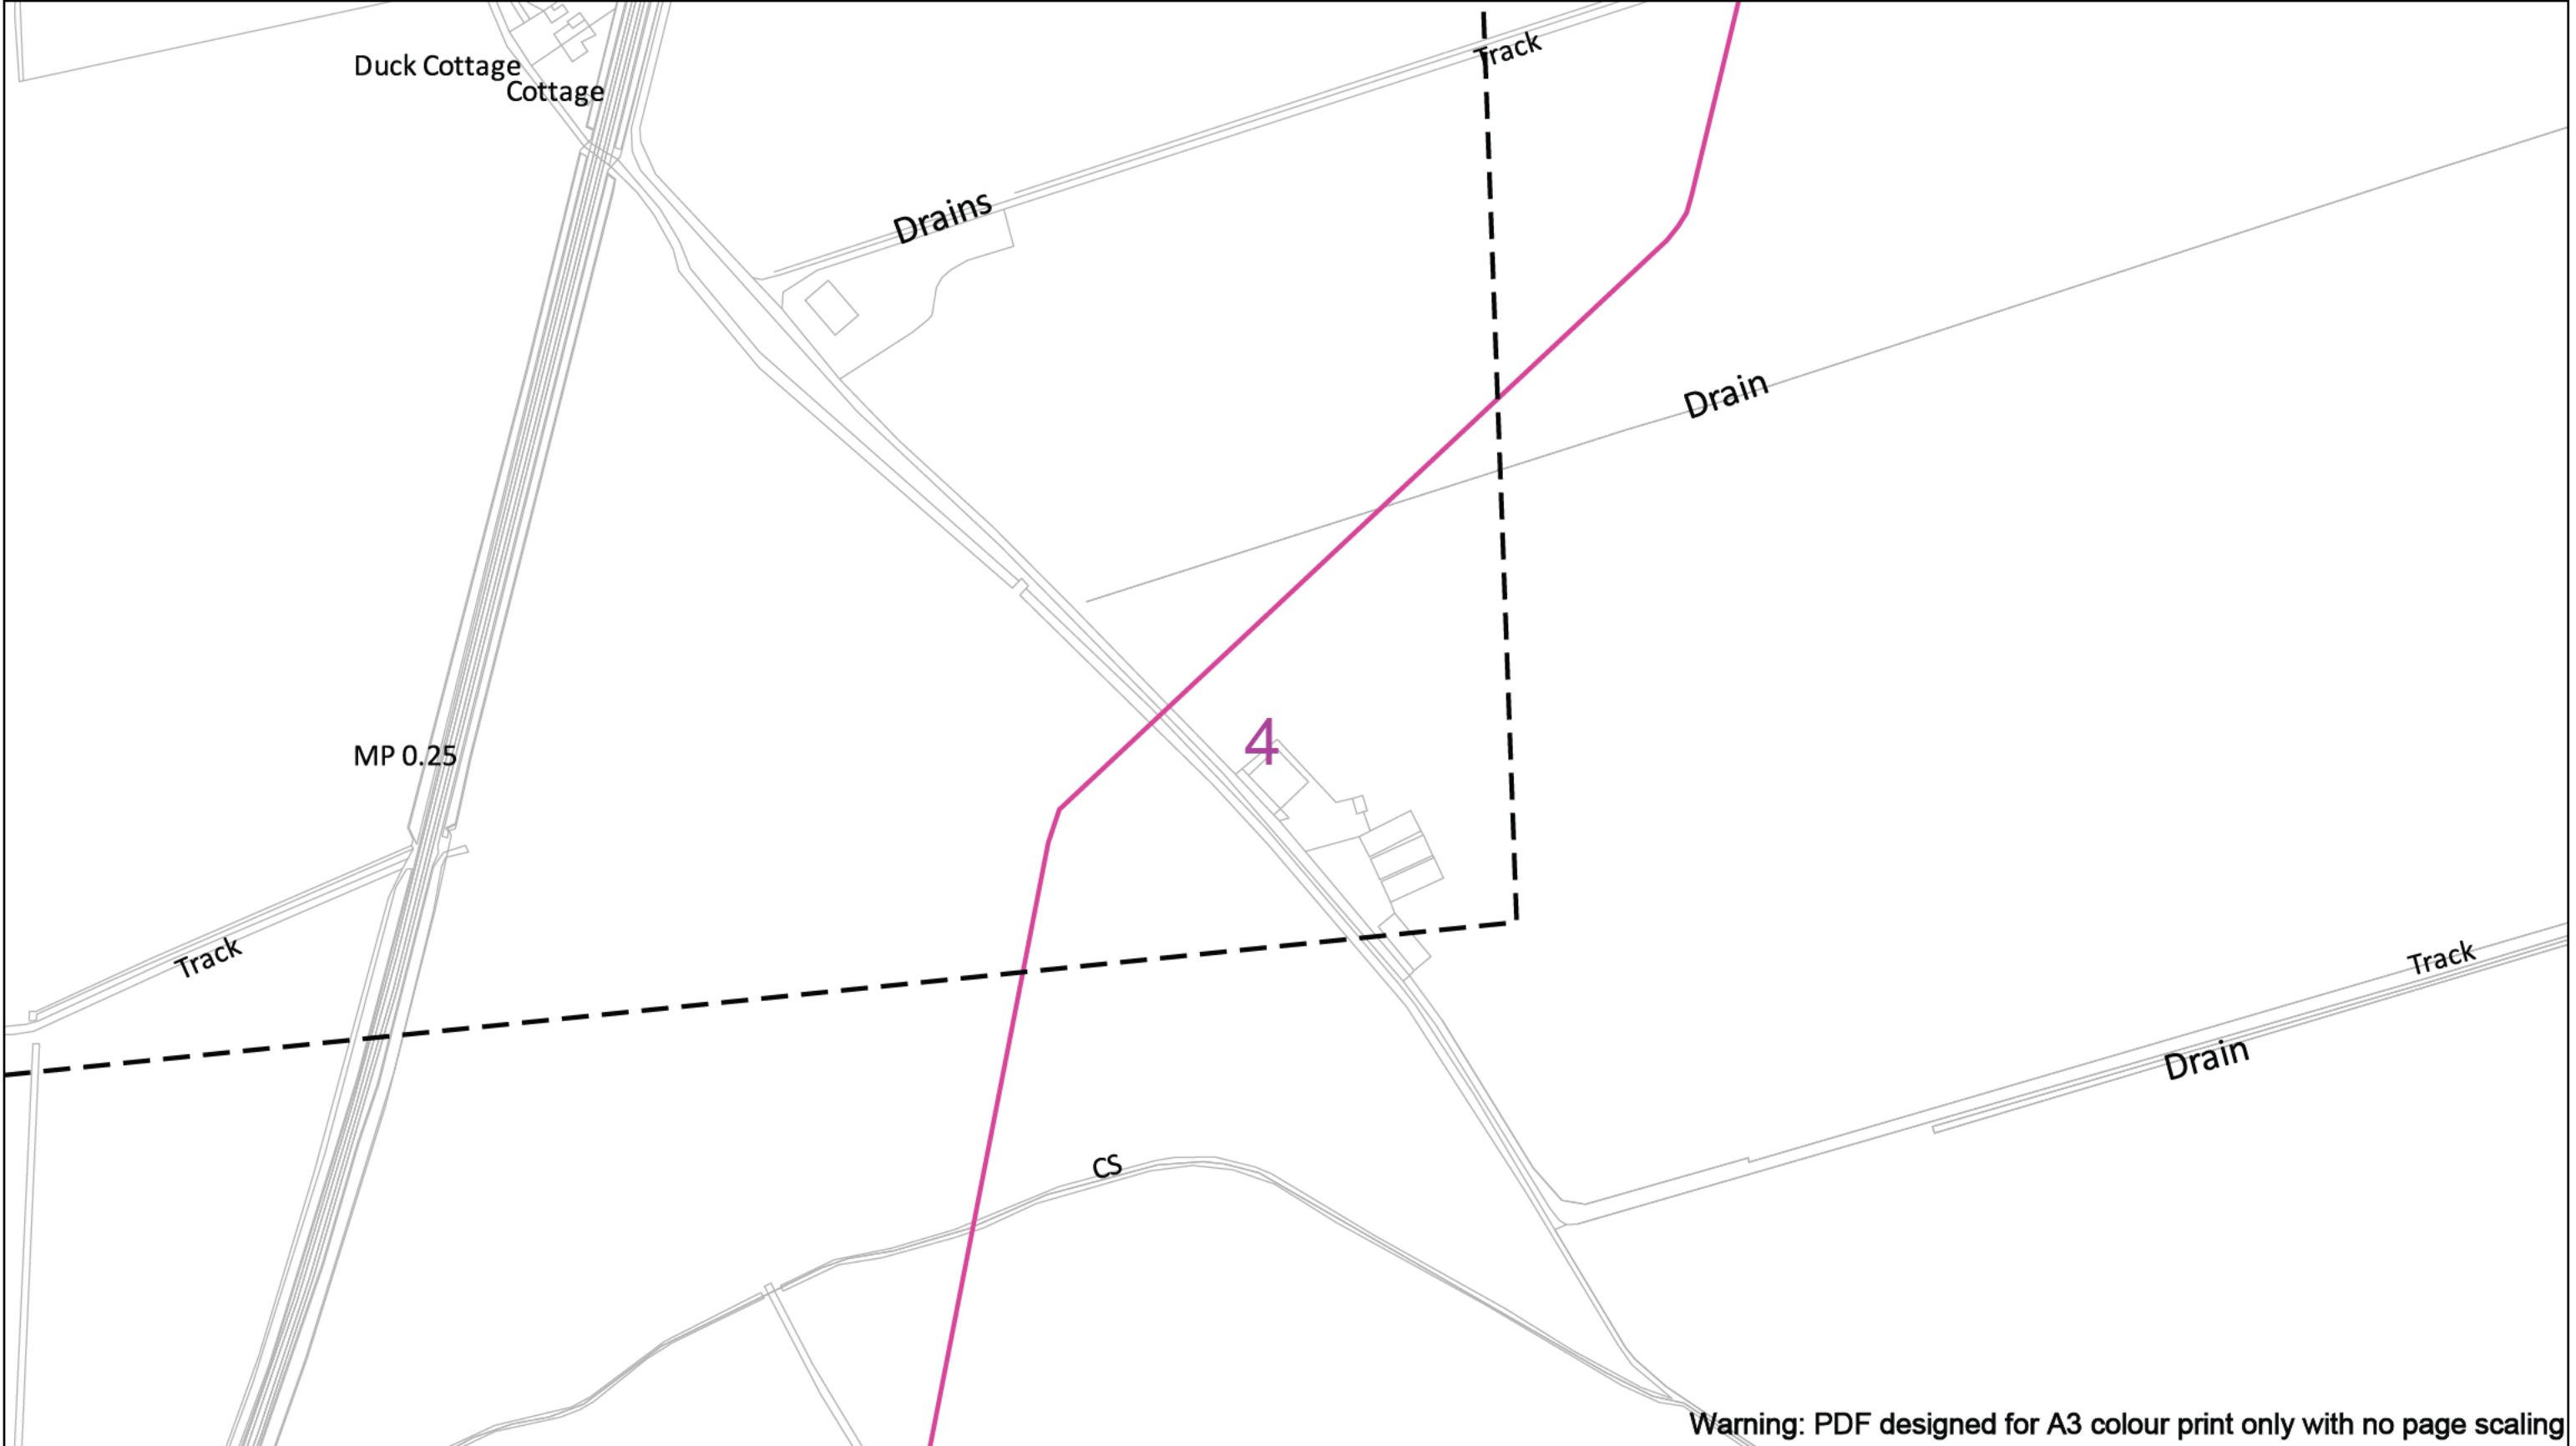 Track
Duck Cottage
Cottage
Drains
Drain
4
MP 0.25
Track
Track
Drain
CS
Warning: PDF designed for A3 colour print only with no page scaling